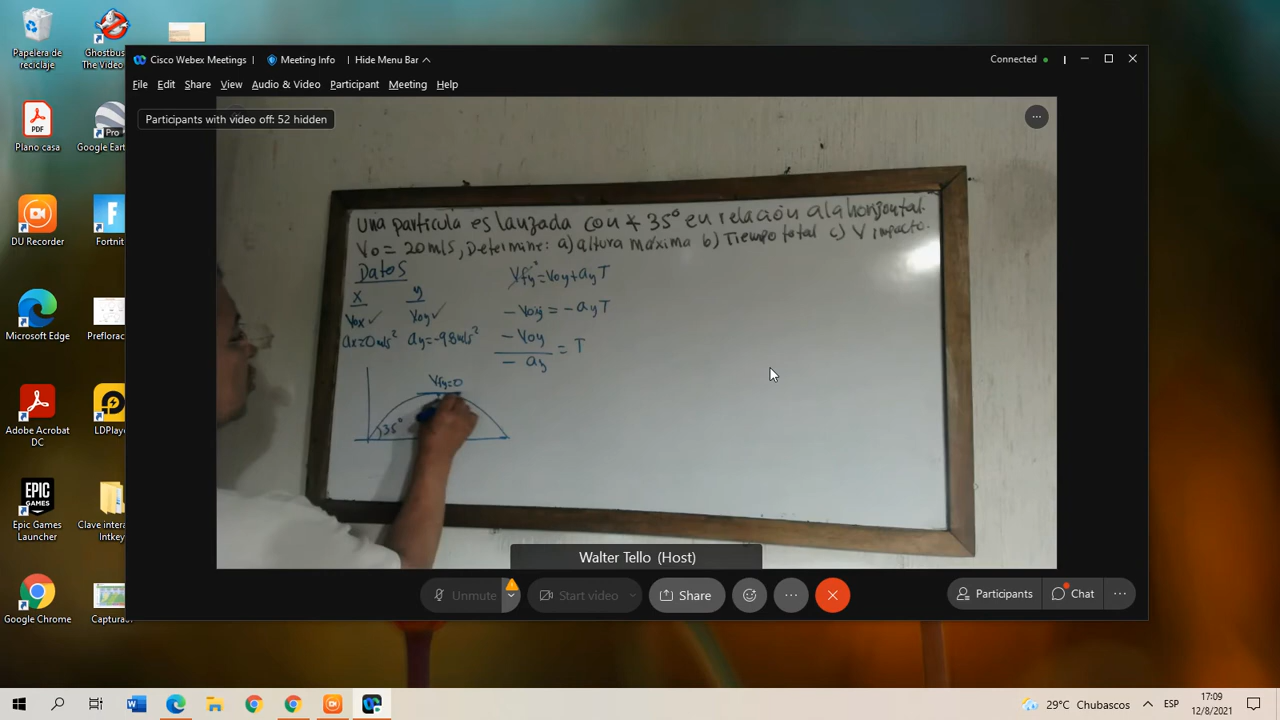 Papelera de reciclaje
Ghostbus
The Video
Cisco Webex Meetings
Meeting Info
Hide Menu Bar
Connected
File Edit Share View Audio & Video Participant Meeting Help
Participants with video off: 52 hidden
Plano casa
Google Earth
Pro
DU Recorder
Fortnit
Microsoft Edge
Preflorac
Adobe Acrobat DC
LDPlaye
EPIC GAMES
Epic Games Launcher
Clave intera
Intkey
Google Chrome
Capturas
Una partícula es lanzada con ∡ 35° en relación a la horizontal.
Vo = 20m/s, Determine: a) altura máxima b) Tiempo total c) V impacto.
Datos
x y
Vox ✓ Voy ✓
ax=0m/s² ay=-98m/s²
Vfy=Voy+ayT
-Voy = -ayT
-Voy
- ay
= T
Vfy=0
35°
Walter Tello (Host)
Unmute
Start video
Share
Participants
Chat
29°C Chubascos
ESP
17:09
12/8/2021